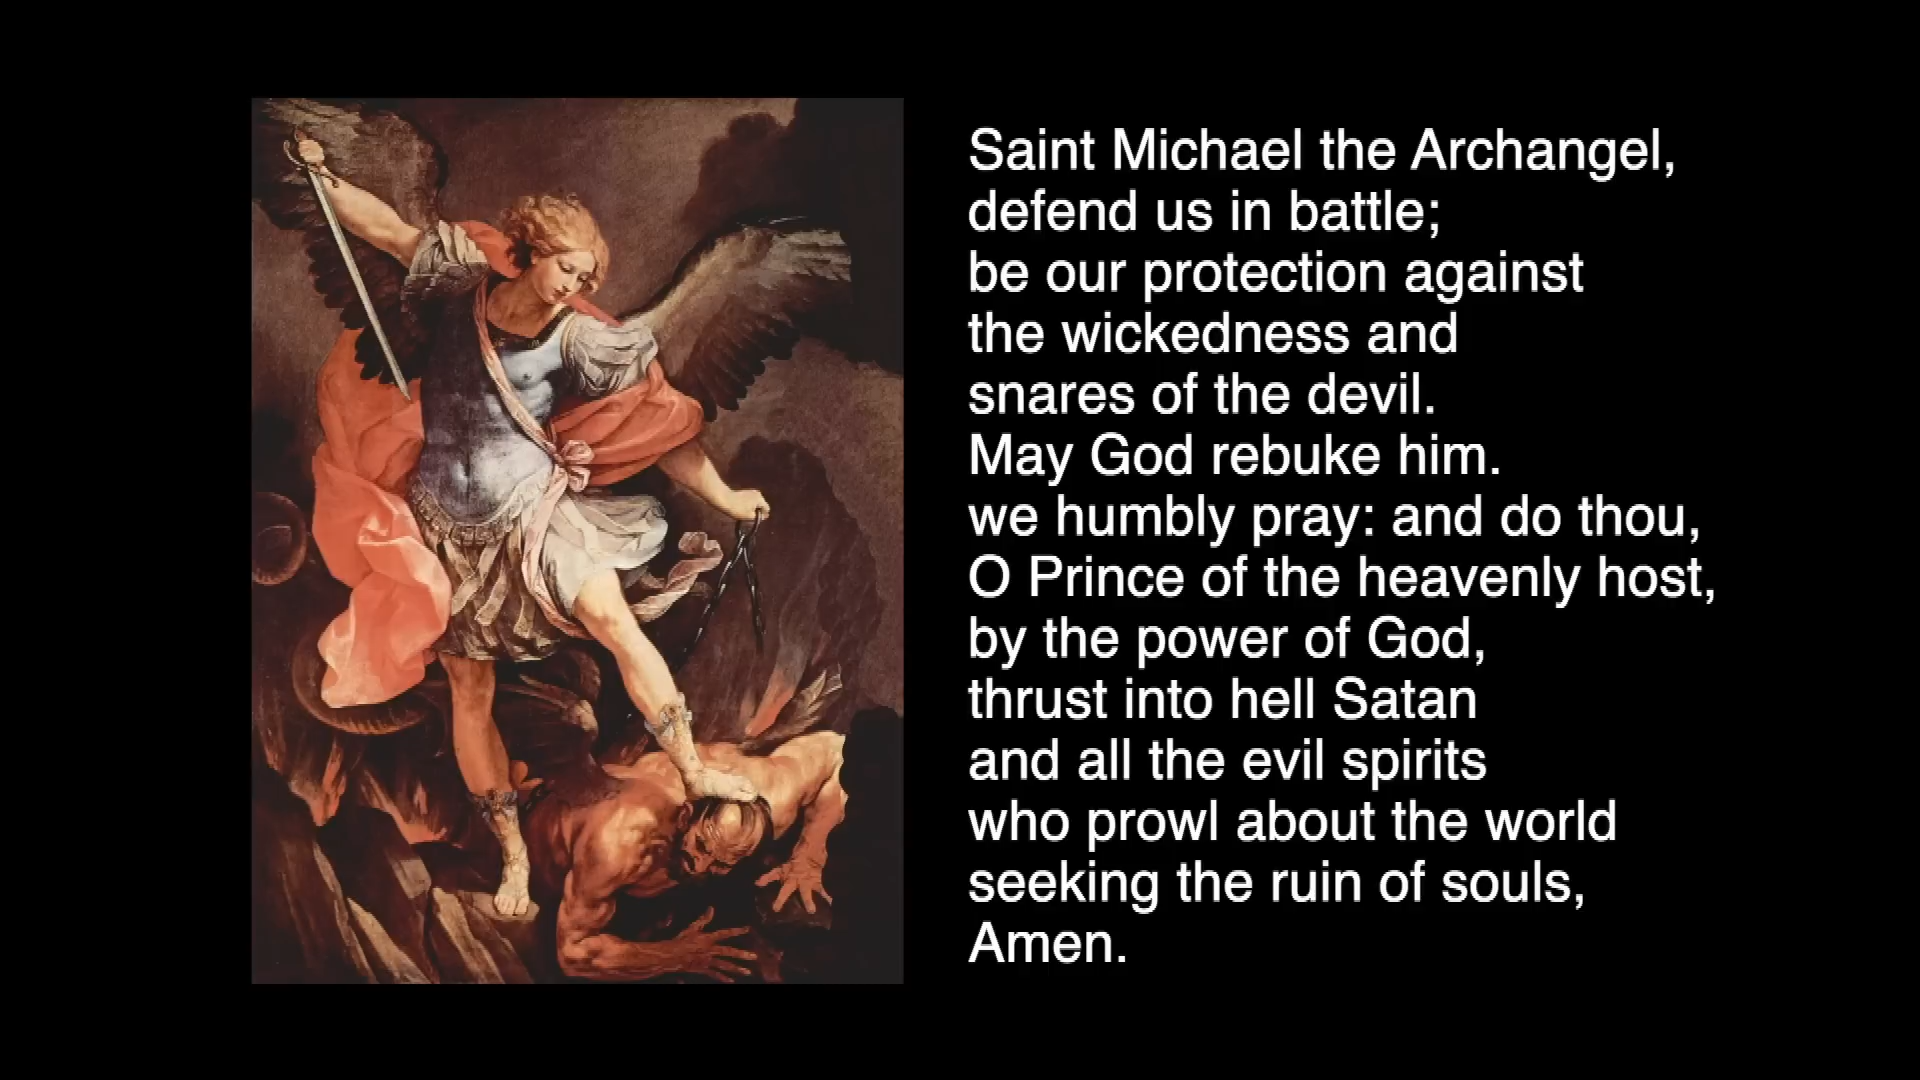 Saint Michael the Archangel,
defend us in battle;
be our protection against
the wickedness and
snares of the devil.
May God rebuke him.
we humbly pray: and do thou,
O Prince of the heavenly host,
by the power of God,
thrust into hell Satan
and all the evil spirits
who prowl about the world
seeking the ruin of souls,
Amen.